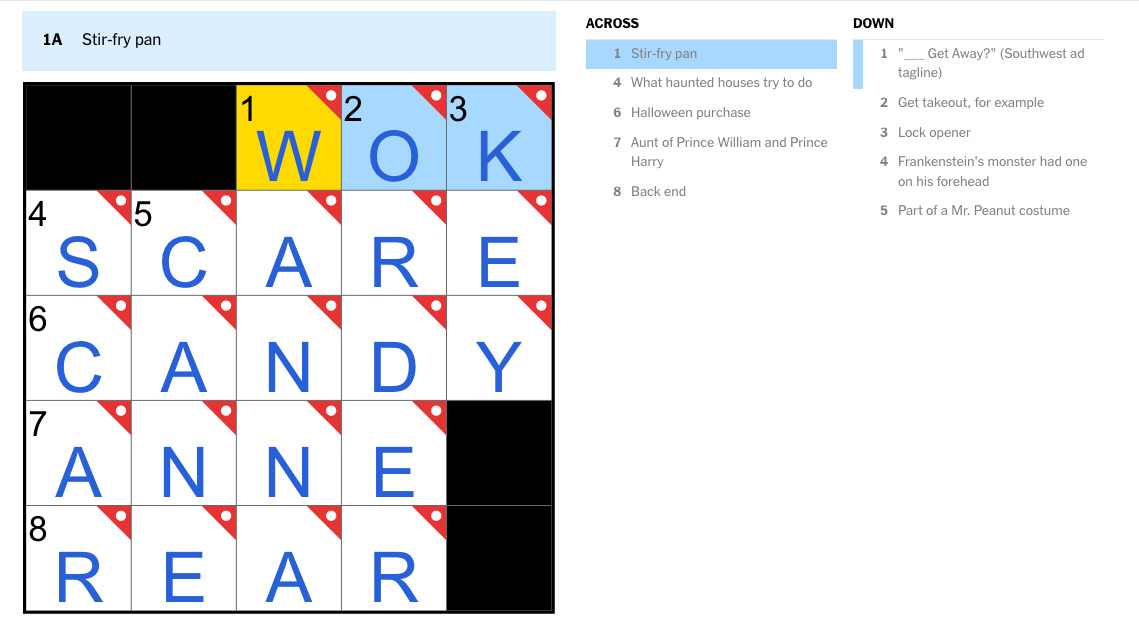 1A Stir-fry pan
1 W 2 O 3 K
4 S 5 C A R E
6 C A N D Y
7 A N N E
8 R E A R
ACROSS
1 Stir-fry pan
4 What haunted houses try to do
6 Halloween purchase
7 Aunt of Prince William and Prince
Harry
8 Back end
DOWN
1 "___ Get Away?" (Southwest ad
tagline)
2 Get takeout, for example
3 Lock opener
4 Frankenstein's monster had one
on his forehead
5 Part of a Mr. Peanut costume